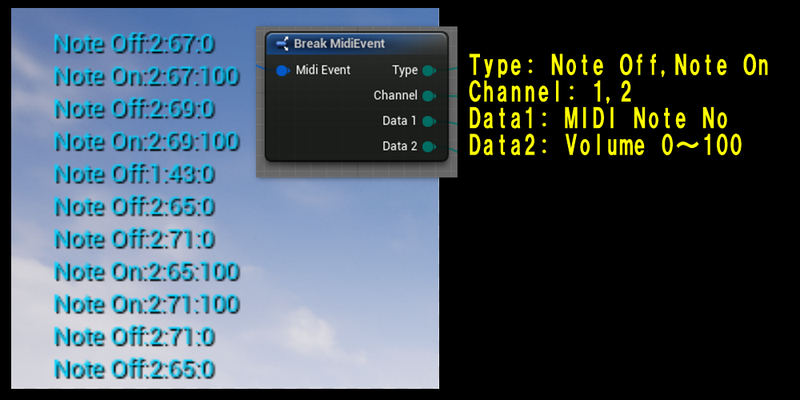 Note Off:2:67:0
Note On:2:67:100
Note Off:2:69:0
Note On:2:69:100
Note Off:1:43:0
Note Off:2:65:0
Note Off:2:71:0
Note On:2:65:100
Note On:2:71:100
Note Off:2:71:0
Note Off:2:65:0
Break MidiEvent
Midi Event Type
Channel
Data 1
Data 2
Type: Note Off,Note On
Channel: 1,2
Data1: MIDI Note No
Data2: Volume 0～100